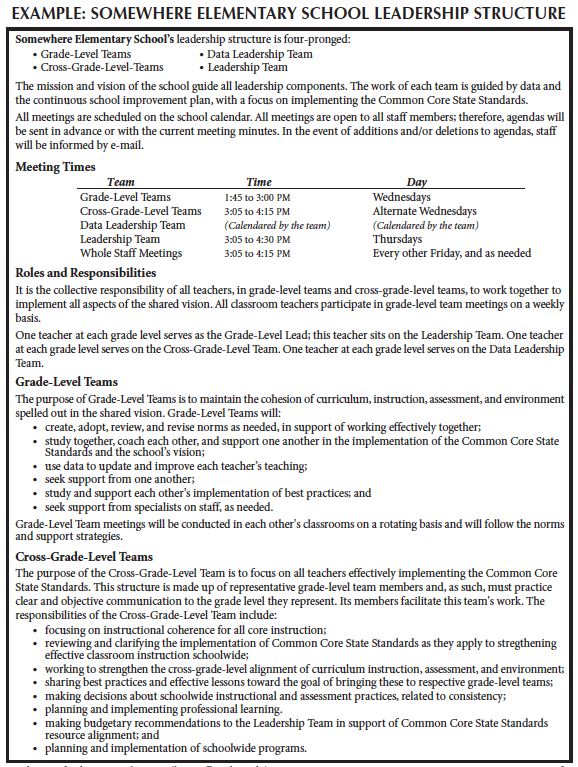 EXAMPLE: SOMEWHERE ELEMENTARY SCHOOL LEADERSHIP STRUCTURE
Somewhere Elementary School's leadership structure is four-pronged:
• Grade-Level Teams • Data Leadership Team
• Cross-Grade-Level-Teams • Leadership Team
The mission and vision of the school guide all leadership components. The work of each team is guided by data and
the continuous school improvement plan, with a focus on implementing the Common Core State Standards.
All meetings are scheduled on the school calendar. All meetings are open to all staff members; therefore, agendas will
be sent in advance or with the current meeting minutes. In the event of additions and/or deletions to agendas, staff
will be informed by e-mail.
Meeting Times
Team Time Day
Grade-Level Teams 1:45 to 3:00 PM Wednesdays
Cross-Grade-Level Teams 3:05 to 4:15 PM Alternate Wednesdays
Data Leadership Team (Calendared by the team) (Calendared by the team)
Leadership Team 3:05 to 4:30 PM Thursdays
Whole Staff Meetings 3:05 to 4:15 PM Every other Friday, and as needed
Roles and Responsibilities
It is the collective responsibility of all teachers, in grade-level teams and cross-grade-level teams, to work together to
implement all aspects of the shared vision. All classroom teachers participate in grade-level team meetings on a weekly
basis.
One teacher at each grade level serves as the Grade-Level Lead; this teacher sits on the Leadership Team. One teacher
at each grade level serves on the Cross-Grade-Level Team. One teacher at each grade level serves on the Data Leadership
Team.
Grade-Level Teams
The purpose of Grade-Level Teams is to maintain the cohesion of curriculum, instruction, assessment, and environment
spelled out in the shared vision. Grade-Level Teams will:
• create, adopt, review, and revise norms as needed, in support of working effectively together;
• study together, coach each other, and support one another in the implementation of the Common Core State
Standards and the school's vision;
• use data to update and improve each teacher's teaching;
• seek support from one another;
• study and support each other's implementation of best practices; and
• seek support from specialists on staff, as needed.
Grade-Level Team meetings will be conducted in each other's classrooms on a rotating basis and will follow the norms
and support strategies.
Cross-Grade-Level Teams
The purpose of the Cross-Grade-Level Team is to focus on all teachers effectively implementing the Common Core
State Standards. This structure is made up of representative grade-level team members and, as such, must practice
clear and objective communication to the grade level they represent. Its members facilitate this team's work. The
responsibilities of the Cross-Grade-Level Team include:
• focusing on instructional coherence for all core instruction;
• reviewing and clarifying the implementation of Common Core State Standards as they apply to stregthening
effective classroom instruction schoolwide;
• working to strengthen the cross-grade-level alignment of curriculum instruction, assessment, and environment;
• sharing best practices and effective lessons toward the goal of bringing these to respective grade-level teams;
• making decisions about schoolwide instructional and assessment practices, related to consistency;
• planning and implementing professional learning.
• making budgetary recommendations to the Leadership Team in support of Common Core State Standards
resource alignment; and
• planning and implementation of schoolwide programs.